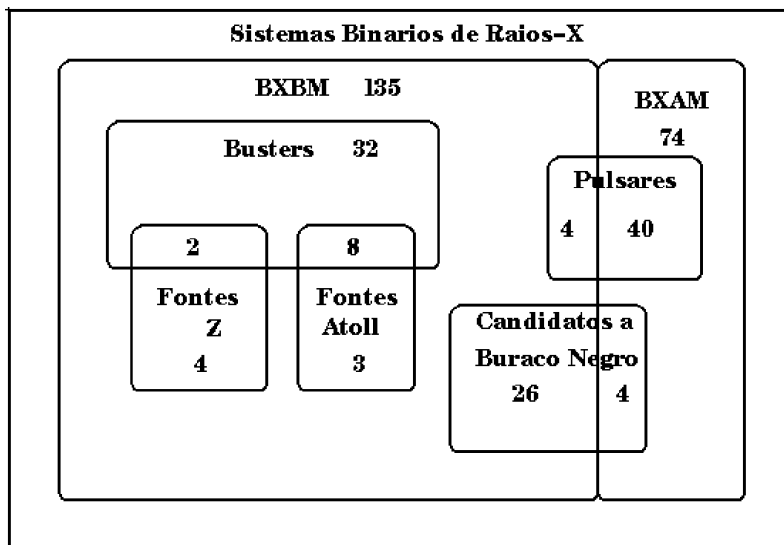 Sistemas Binarios de Raios-X
BXBM 135
BXAM
74
Busters 32
Pulsares
4 40
2 8
Fontes
Z
4
Fontes
Atoll
3
Candidatos a
Buraco Negro
26 4